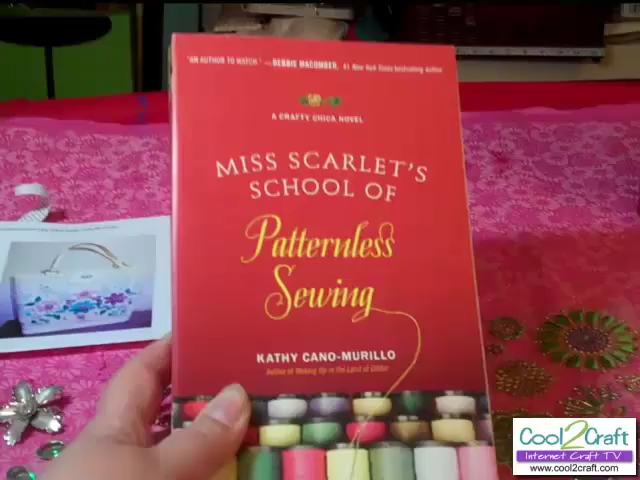 "AN AUTHOR TO WATCH." —DEBBIE MACOMBER, #1 New York Times bestselling author
A CRAFTY CHICA NOVEL
MISS SCARLET'S
SCHOOL OF
Patternless
Sewing
KATHY CANO-MURILLO
Author of Waking Up in the Land of Glitter
Cool2Craft
Internet Craft TV
www.cool2craft.com